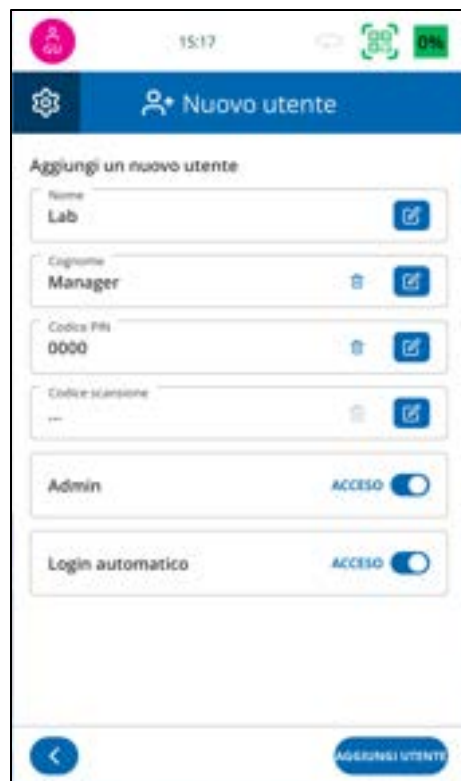 GU
15:17
0%
Nuovo utente
Aggiungi un nuovo utente
Nome
Lab
Cognome
Manager
Codice PIN
0000
Codice scansione
...
Admin
ACCESO
Login automatico
ACCESO
AGGIUNGI UTENTE